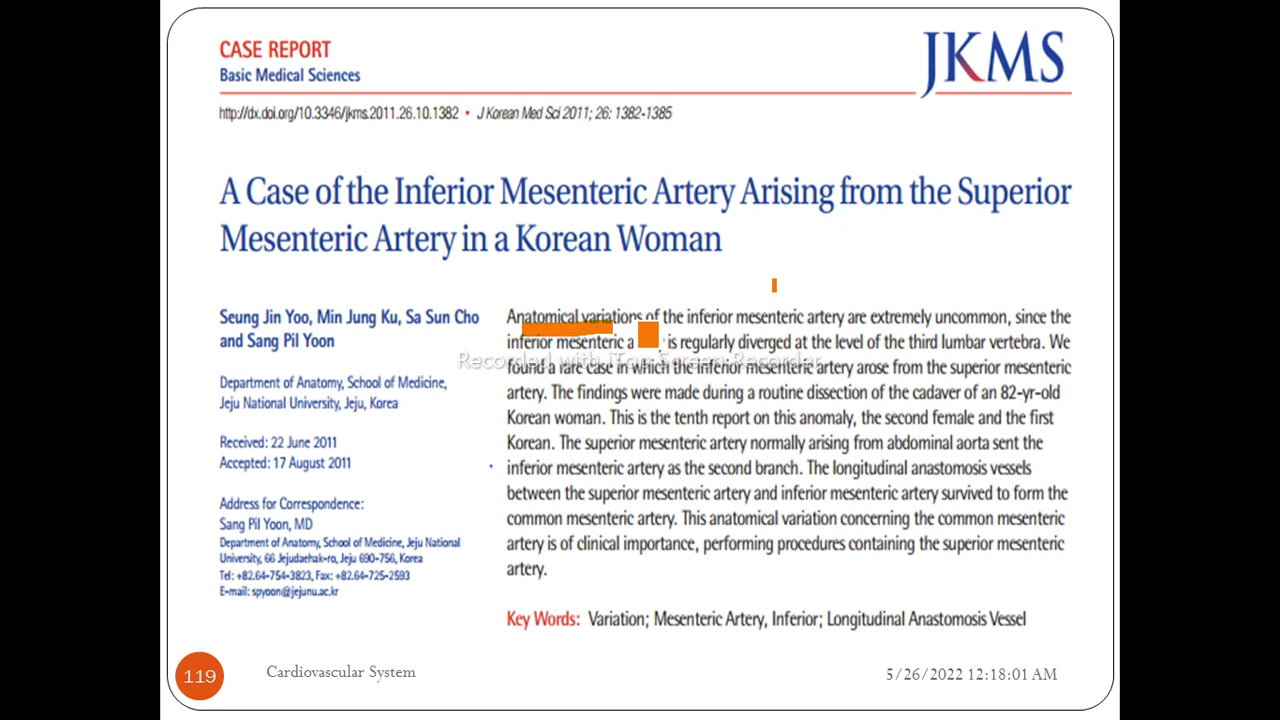 CASE REPORT
Basic Medical Sciences
JKMS
http://dx.doi.org/10.3346/jkms.2011.26.10.1382 • J Korean Med Sci 2011; 26: 1382-1385
A Case of the Inferior Mesenteric Artery Arising from the Superior
Mesenteric Artery in a Korean Woman
Seung Jin Yoo, Min Jung Ku, Sa Sun Cho
and Sang Pil Yoon
Department of Anatomy, School of Medicine,
Jeju National University, Jeju, Korea
Received: 22 June 2011
Accepted: 17 August 2011
Address for Correspondence:
Sang Pil Yoon, MD
Department of Anatomy, School of Medicine, Jeju National
University, 66 Jejudaehak-ro, Jeju 690-756, Korea
Tel: +82.64-754-3823, Fax: +82.64-725-2593
E-mail: spyoon@jejunu.ac.kr
Anatomical variations of the inferior mesenteric artery are extremely uncommon, since the
inferior mesenteric a is regularly diverged at the level of the third lumbar vertebra. We
found a rare case in which the inferior mesenteric artery arose from the superior mesenteric
artery. The findings were made during a routine dissection of the cadaver of an 82-yr-old
Korean woman. This is the tenth report on this anomaly, the second female and the first
Korean. The superior mesenteric artery normally arising from abdominal aorta sent the
inferior mesenteric artery as the second branch. The longitudinal anastomosis vessels
between the superior mesenteric artery and inferior mesenteric artery survived to form the
common mesenteric artery. This anatomical variation concerning the common mesenteric
artery is of clinical importance, performing procedures containing the superior mesenteric
artery.
Key Words: Variation; Mesenteric Artery, Inferior; Longitudinal Anastomosis Vessel
Recorded with iTop Screen Recorder
119
Cardiovascular System
5/26/2022 12:18:01 AM